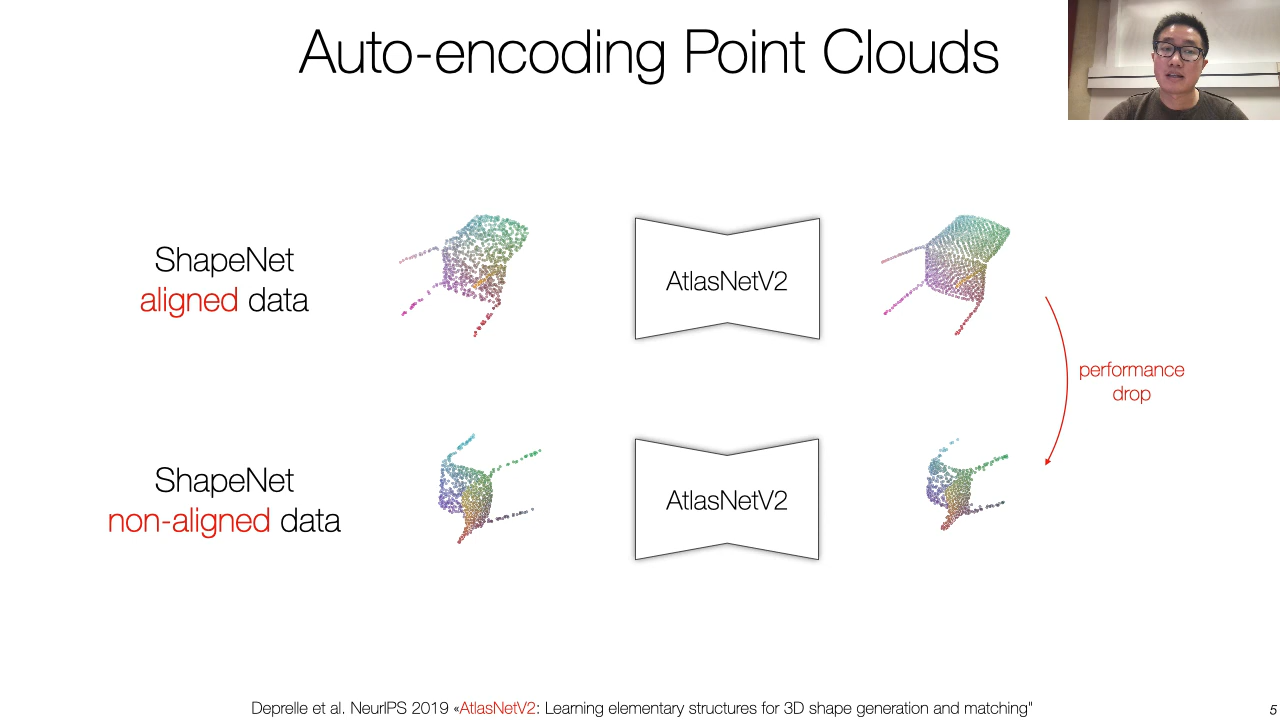 Auto-encoding Point Clouds
ShapeNet
aligned data
AtlasNetV2
performance
drop
ShapeNet
non-aligned data
AtlasNetV2
Deprelle et al. NeurIPS 2019 «AtlasNetV2: Learning elementary structures for 3D shape generation and matching"
5